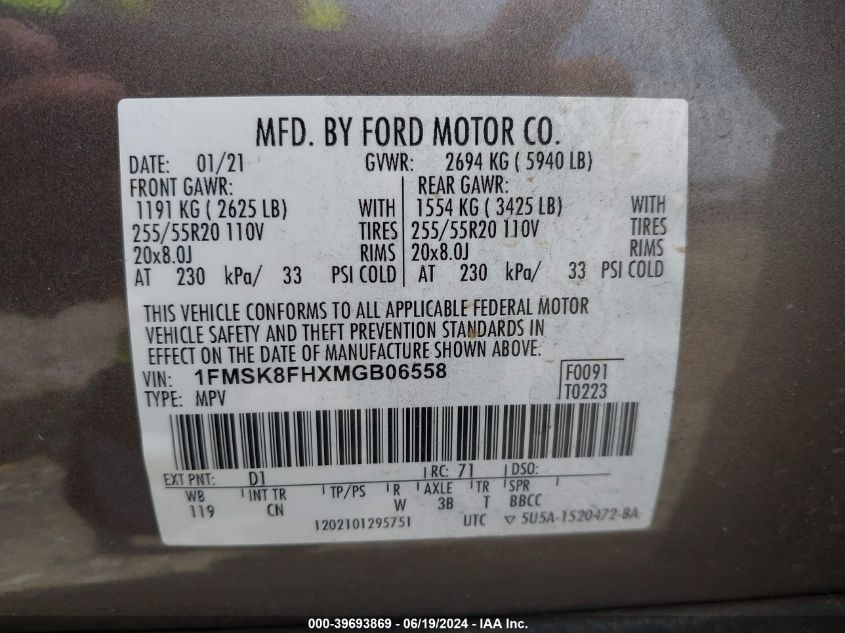 MFD. BY FORD MOTOR CO.
DATE: 01/21 GVWR: 2694 KG ( 5940 LB)
FRONT GAWR: REAR GAWR:
1191 KG ( 2625 LB) WITH 1554 KG ( 3425 LB) WITH
255/55R20 110V TIRES 255/55R20 110V TIRES
20x8.0J RIMS 20x8.0J RIMS
AT 230 kPa/ 33 PSI COLD AT 230 kPa/ 33 PSI COLD
THIS VEHICLE CONFORMS TO ALL APPLICABLE FEDERAL MOTOR
VEHICLE SAFETY AND THEFT PREVENTION STANDARDS IN
EFFECT ON THE DATE OF MANUFACTURE SHOWN ABOVE.
VIN: 1FMSK8FHXMGB06558 F0091
TYPE: MPV T0223
EXT PNT: D1 RC: 71 DSO:
WB INT TR TP/PS R AXLE TR SPR
119 CN W 3B T BBCC
1202101295751 UTC ▽ 5U5A-1520472-BA
000-39693869 - 06/19/2024 - IAA Inc.